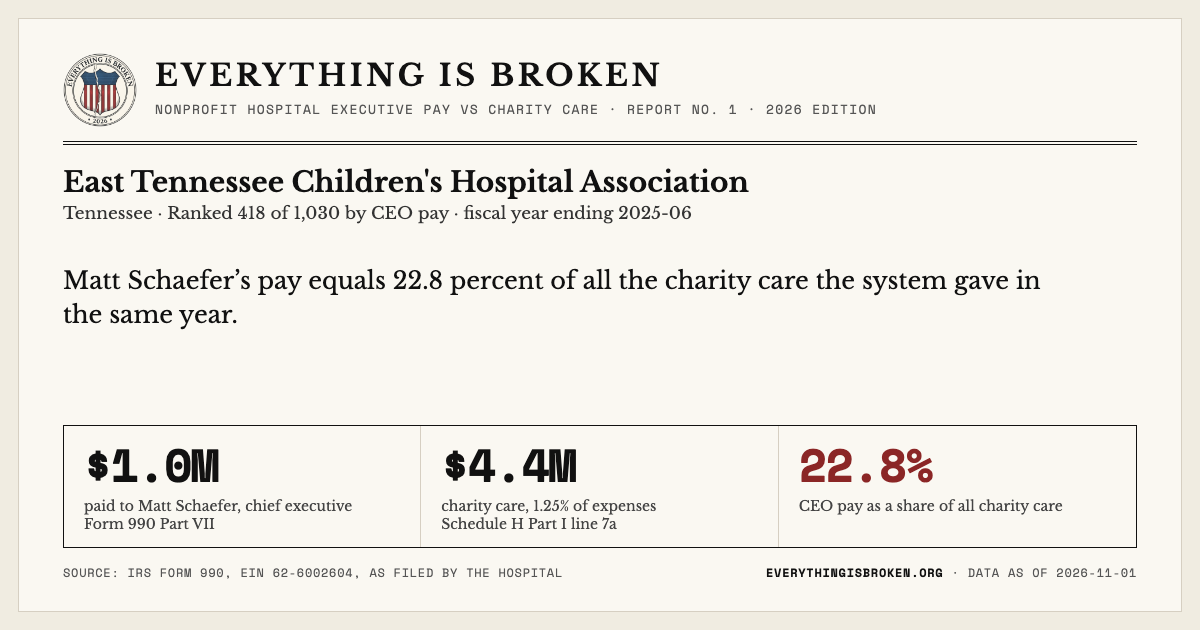 EVERYTHING IS BROKEN
· 2026 ·
EVERYTHING IS BROKEN
NONPROFIT HOSPITAL EXECUTIVE PAY VS CHARITY CARE · REPORT NO. 1 · 2026 EDITION
East Tennessee Children's Hospital Association
Tennessee · Ranked 418 of 1,030 by CEO pay · fiscal year ending 2025-06
Matt Schaefer’s pay equals 22.8 percent of all the charity care the system gave in
the same year.
$1.0M
paid to Matt Schaefer, chief executive
Form 990 Part VII
$4.4M
charity care, 1.25% of expenses
Schedule H Part I line 7a
22.8%
CEO pay as a share of all charity care
SOURCE: IRS FORM 990, EIN 62-6002604, AS FILED BY THE HOSPITAL
EVERYTHINGISBROKEN.ORG · DATA AS OF 2026-11-01